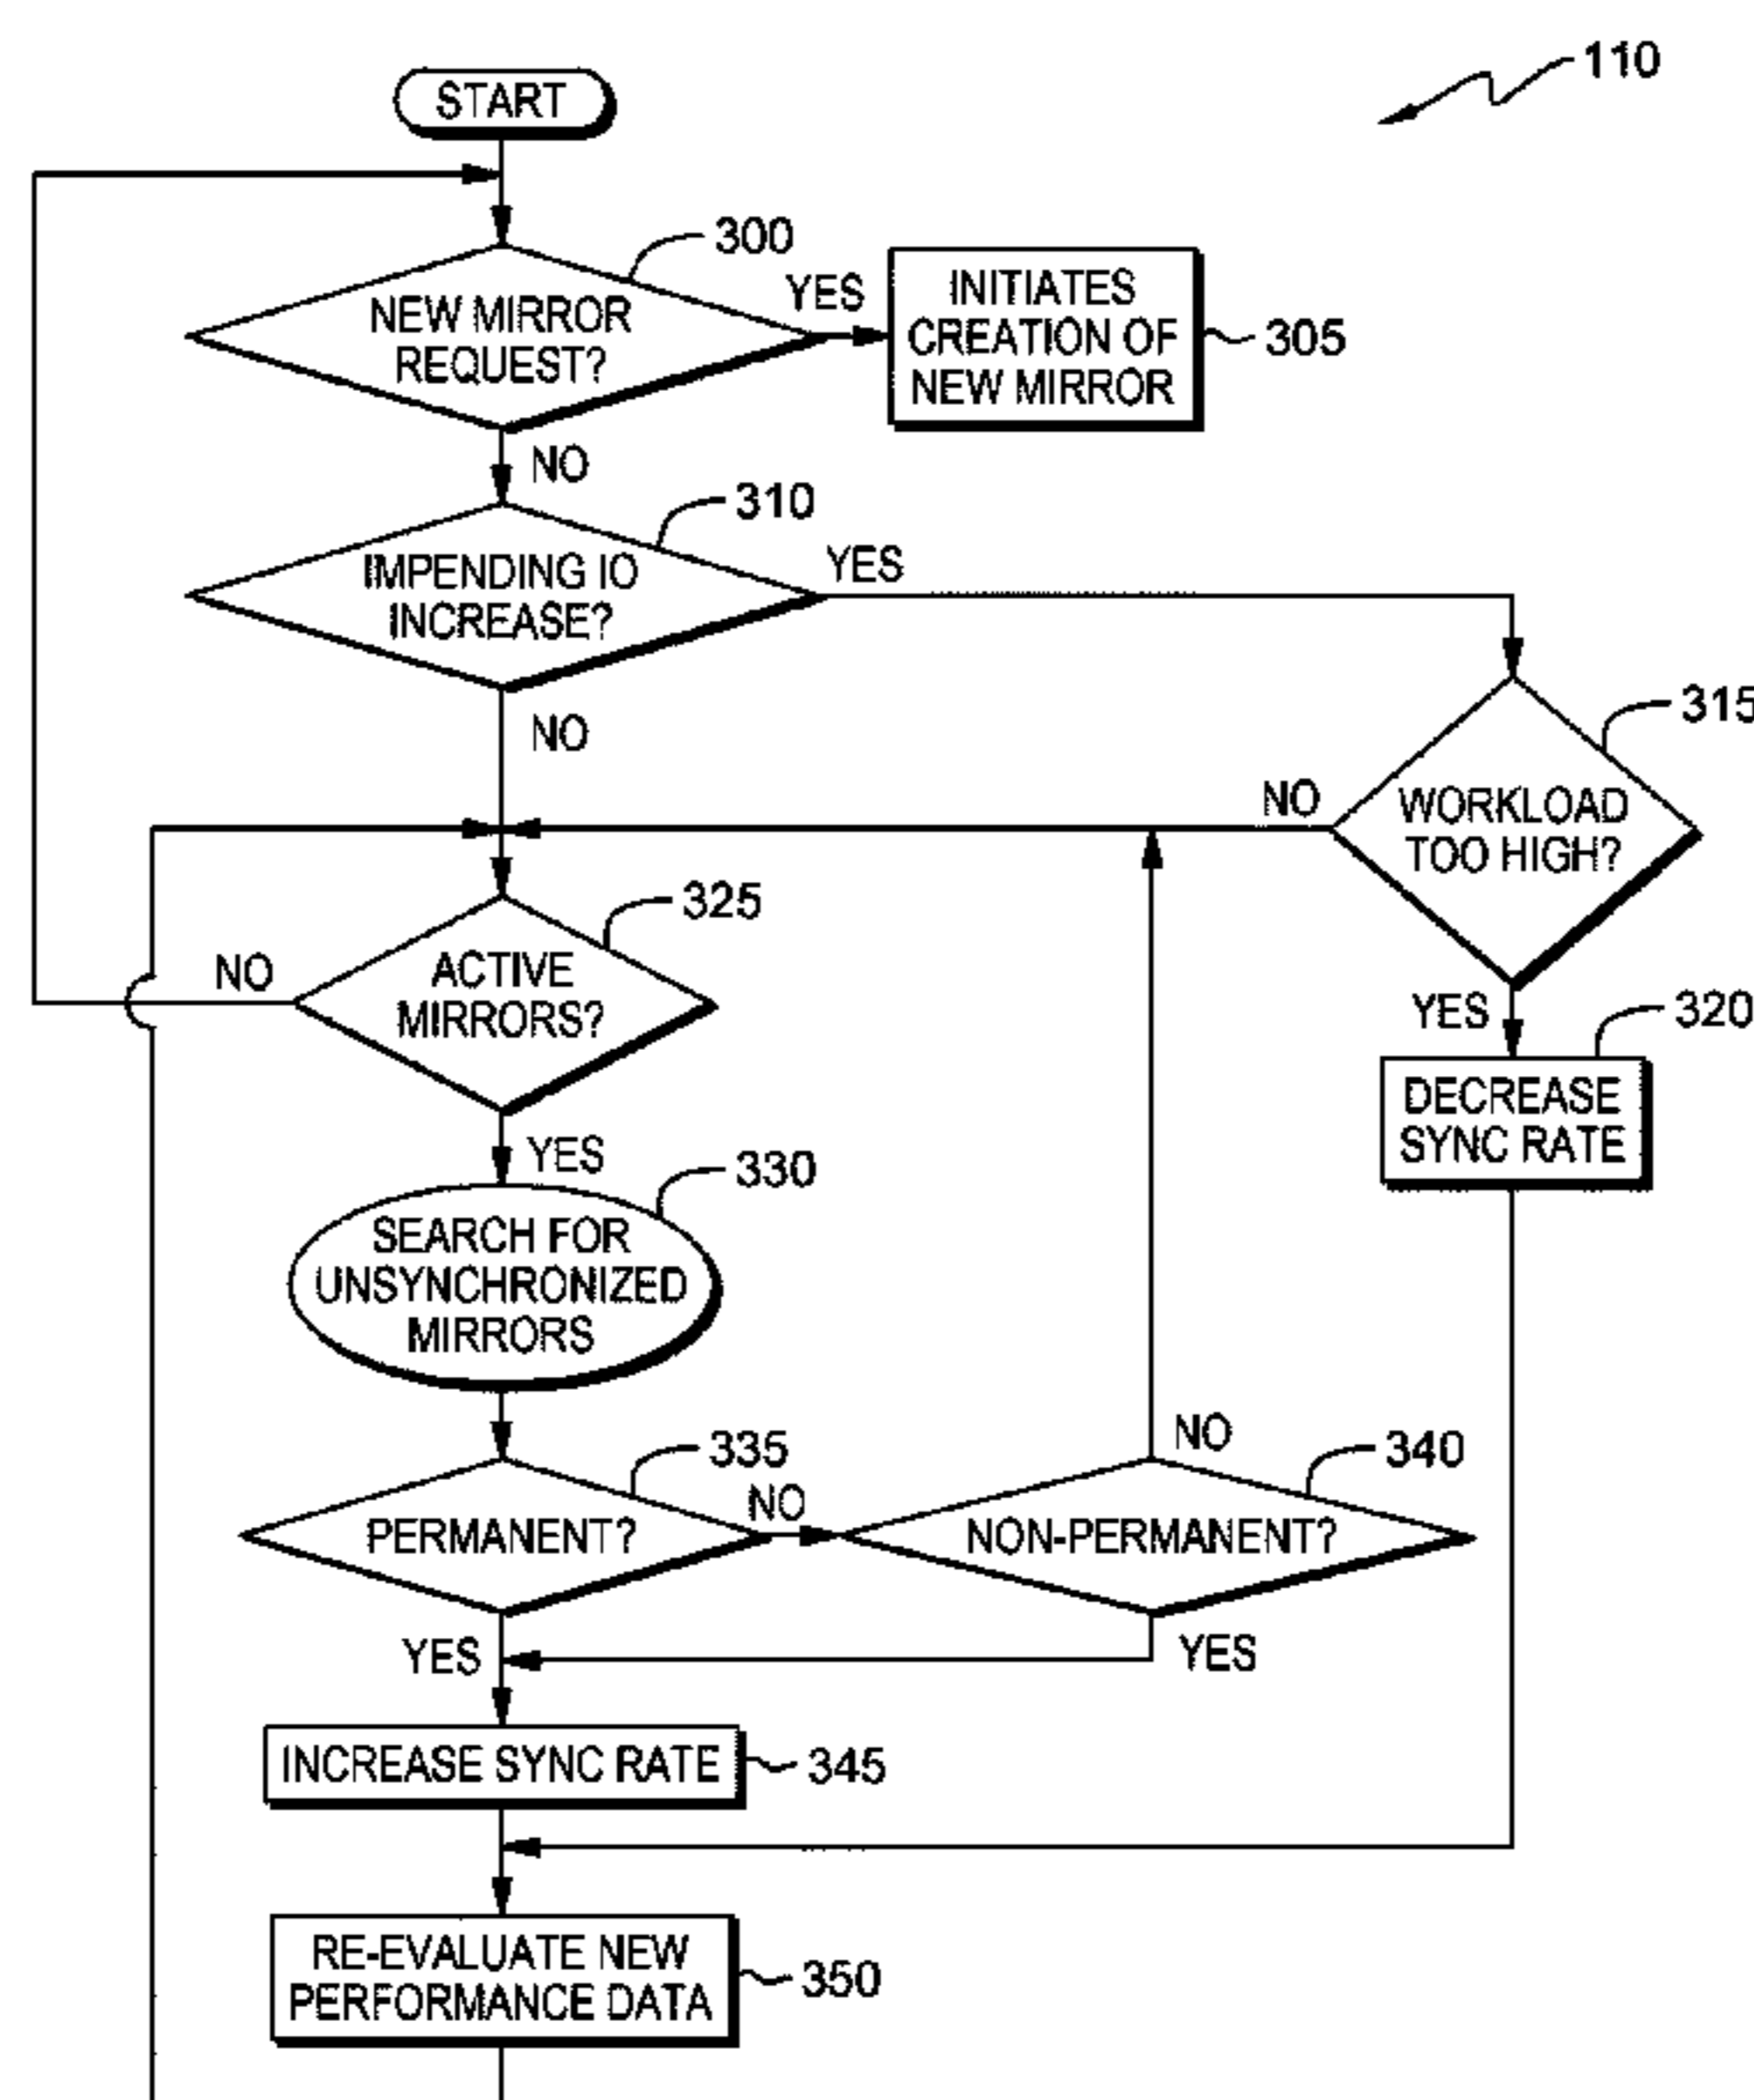 110
START
300
NEW MIRROR
REQUEST?
YES
INITIATES
CREATION OF
NEW MIRROR
305
NO
310
IMPENDING IO
INCREASE?
YES
NO
315
WORKLOAD
TOO HIGH?
NO
YES
320
DECREASE
SYNC RATE
325
ACTIVE
MIRRORS?
NO
YES
330
SEARCH FOR
UNSYNCHRONIZED
MIRRORS
335
PERMANENT?
NO
340
NON-PERMANENT?
NO
YES
YES
INCREASE SYNC RATE
345
RE-EVALUATE NEW
PERFORMANCE DATA
350